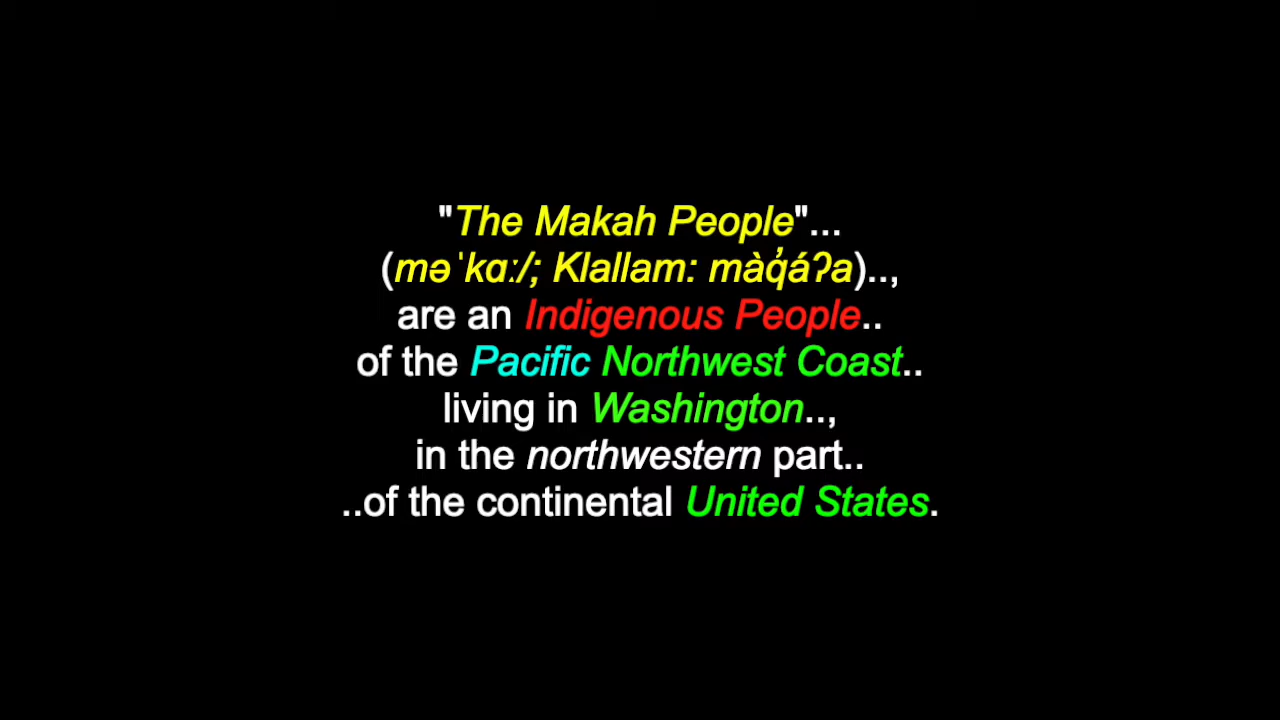 "The Makah People"...
(məˈkɑː/; Klallam: màq̓áʔa)..,
are an Indigenous People..
of the Pacific Northwest Coast..
living in Washington..,
in the northwestern part..
..of the continental United States.